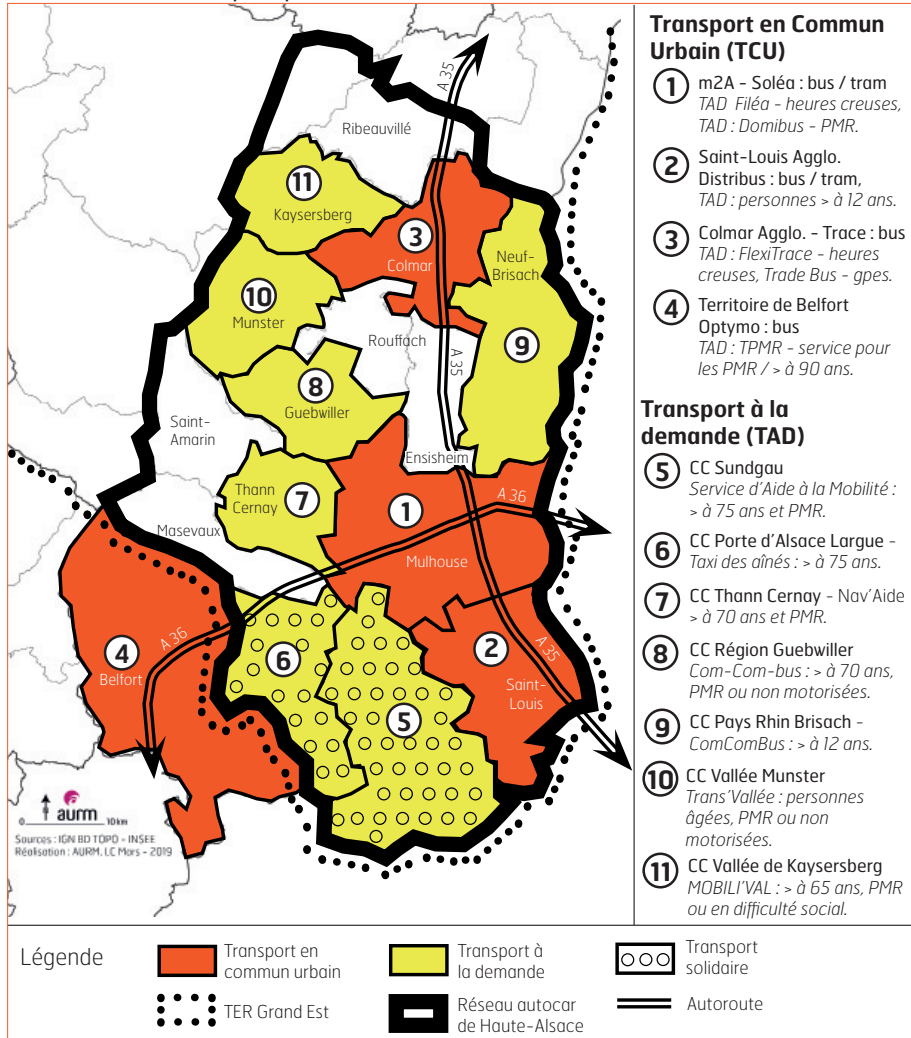 A 35
Ribeauvillé
11
Kaysersberg
3
Colmar
Neuf-
Brisach
10
Munster
Rouffach
A 35
9
8
Guebwiller
Saint-
Amarin
Ensisheim
Thann
Cernay
7
1
A 36
Masevaux
Mulhouse
A 36
4
Belfort
6
2
A 35
Saint-
Louis
5
aurm
0 10km
Sources : IGN BD TOPO - INSEE
Réalisation : AURM, LC Mars - 2019
Transport en Commun
Urbain (TCU)
1 m2A - Soléa : bus / tram
TAD Filéa - heures creuses,
TAD : Domibus - PMR.
2 Saint-Louis Agglo.
Distribus : bus / tram,
TAD : personnes > à 12 ans.
3 Colmar Agglo. - Trace : bus
TAD : FlexiTrace - heures
creuses, Trade Bus - gpes.
4 Territoire de Belfort
Optymo : bus
TAD : TPMR - service pour
les PMR / > à 90 ans.
Transport à la
demande (TAD)
5 CC Sundgau
Service d'Aide à la Mobilité :
> à 75 ans et PMR.
6 CC Porte d'Alsace Largue -
Taxi des aînés : > à 75 ans.
7 CC Thann Cernay - Nav'Aide
> à 70 ans et PMR.
8 CC Région Guebwiller
Com-Com-bus : > à 70 ans,
PMR ou non motorisées.
9 CC Pays Rhin Brisach -
ComComBus : > à 12 ans.
10 CC Vallée Munster
Trans'Vallée : personnes
âgées, PMR ou non
motorisées.
11 CC Vallée de Kaysersberg
MOBILI'VAL : > à 65 ans, PMR
ou en difficulté social.
Légende
Transport en
commun urbain
Transport à
la demande
Transport
solidaire
TER Grand Est
Réseau autocar
de Haute-Alsace
Autoroute